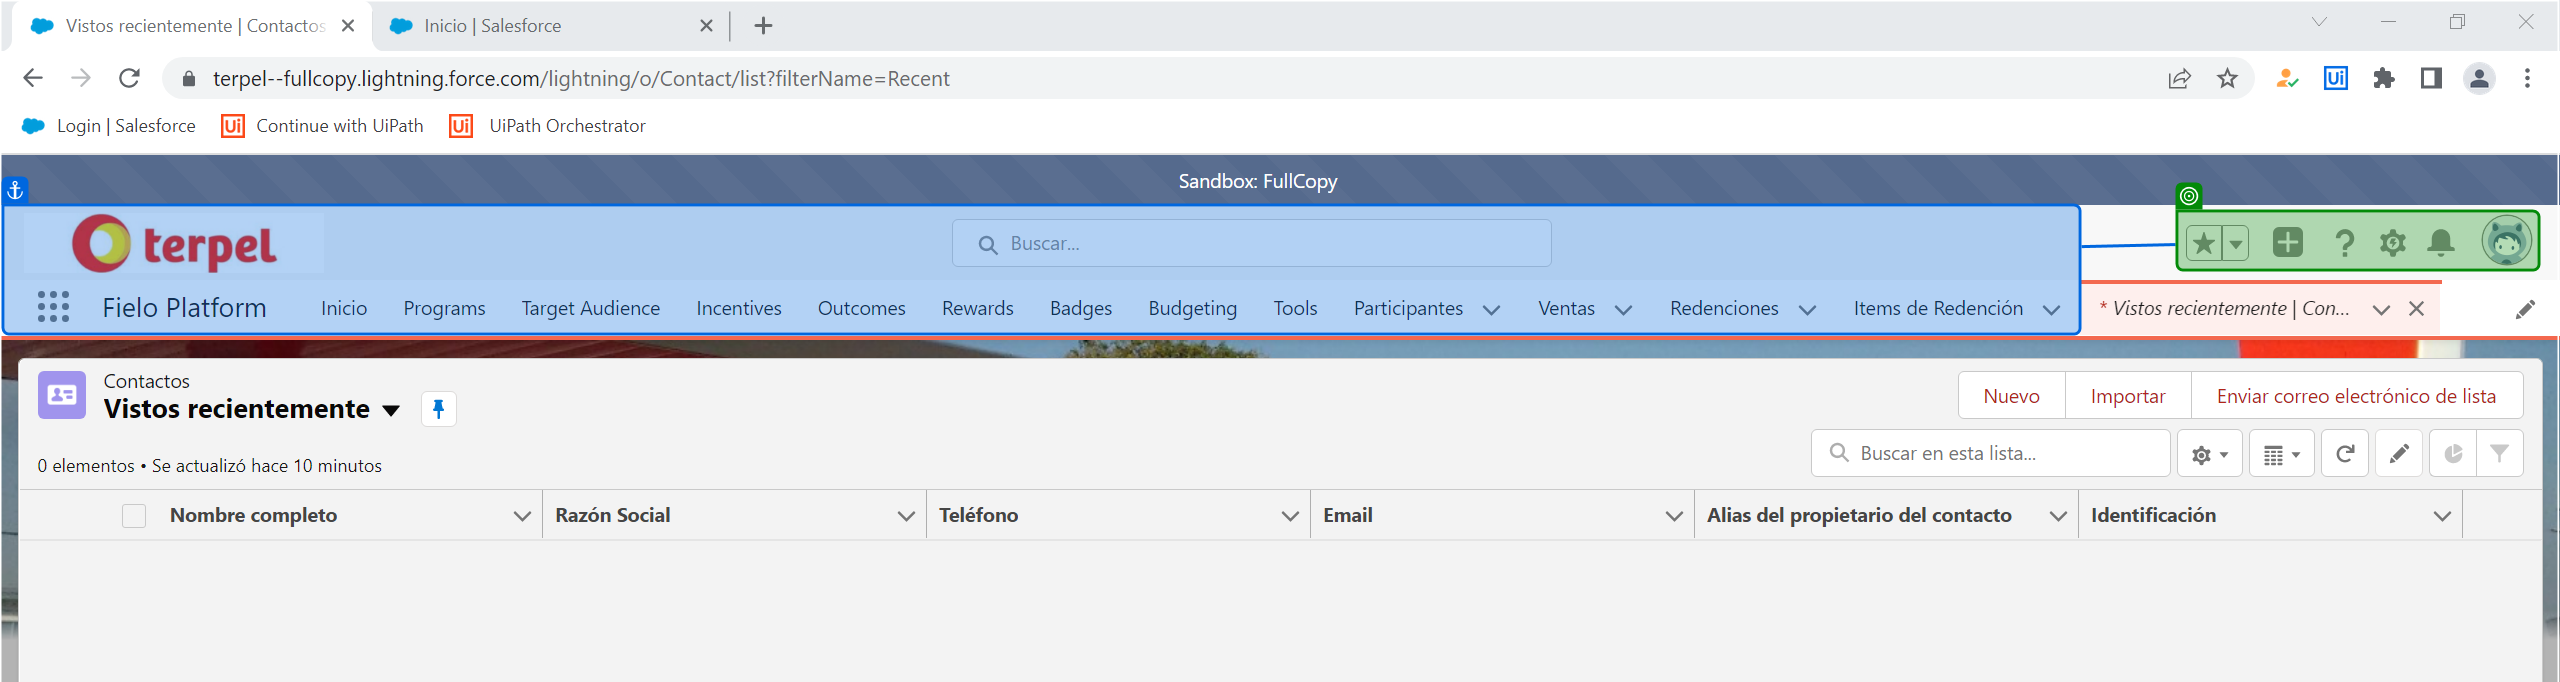 Vistos recientemente | Contactos
Inicio | Salesforce
terpel--fullcopy.lightning.force.com/lightning/o/Contact/list?filterName=Recent
Login | Salesforce
Ui Continue with UiPath
Ui UiPath Orchestrator
Sandbox: FullCopy
terpel
Buscar...
Fielo Platform
Inicio
Programs
Target Audience
Incentives
Outcomes
Rewards
Badges
Budgeting
Tools
Participantes
Ventas
Redenciones
Items de Redención
* Vistos recientemente | Con...
Contactos
Vistos recientemente
Nuevo
Importar
Enviar correo electrónico de lista
0 elementos • Se actualizó hace 10 minutos
Buscar en esta lista...
Nombre completo
Razón Social
Teléfono
Email
Alias del propietario del contacto
Identificación